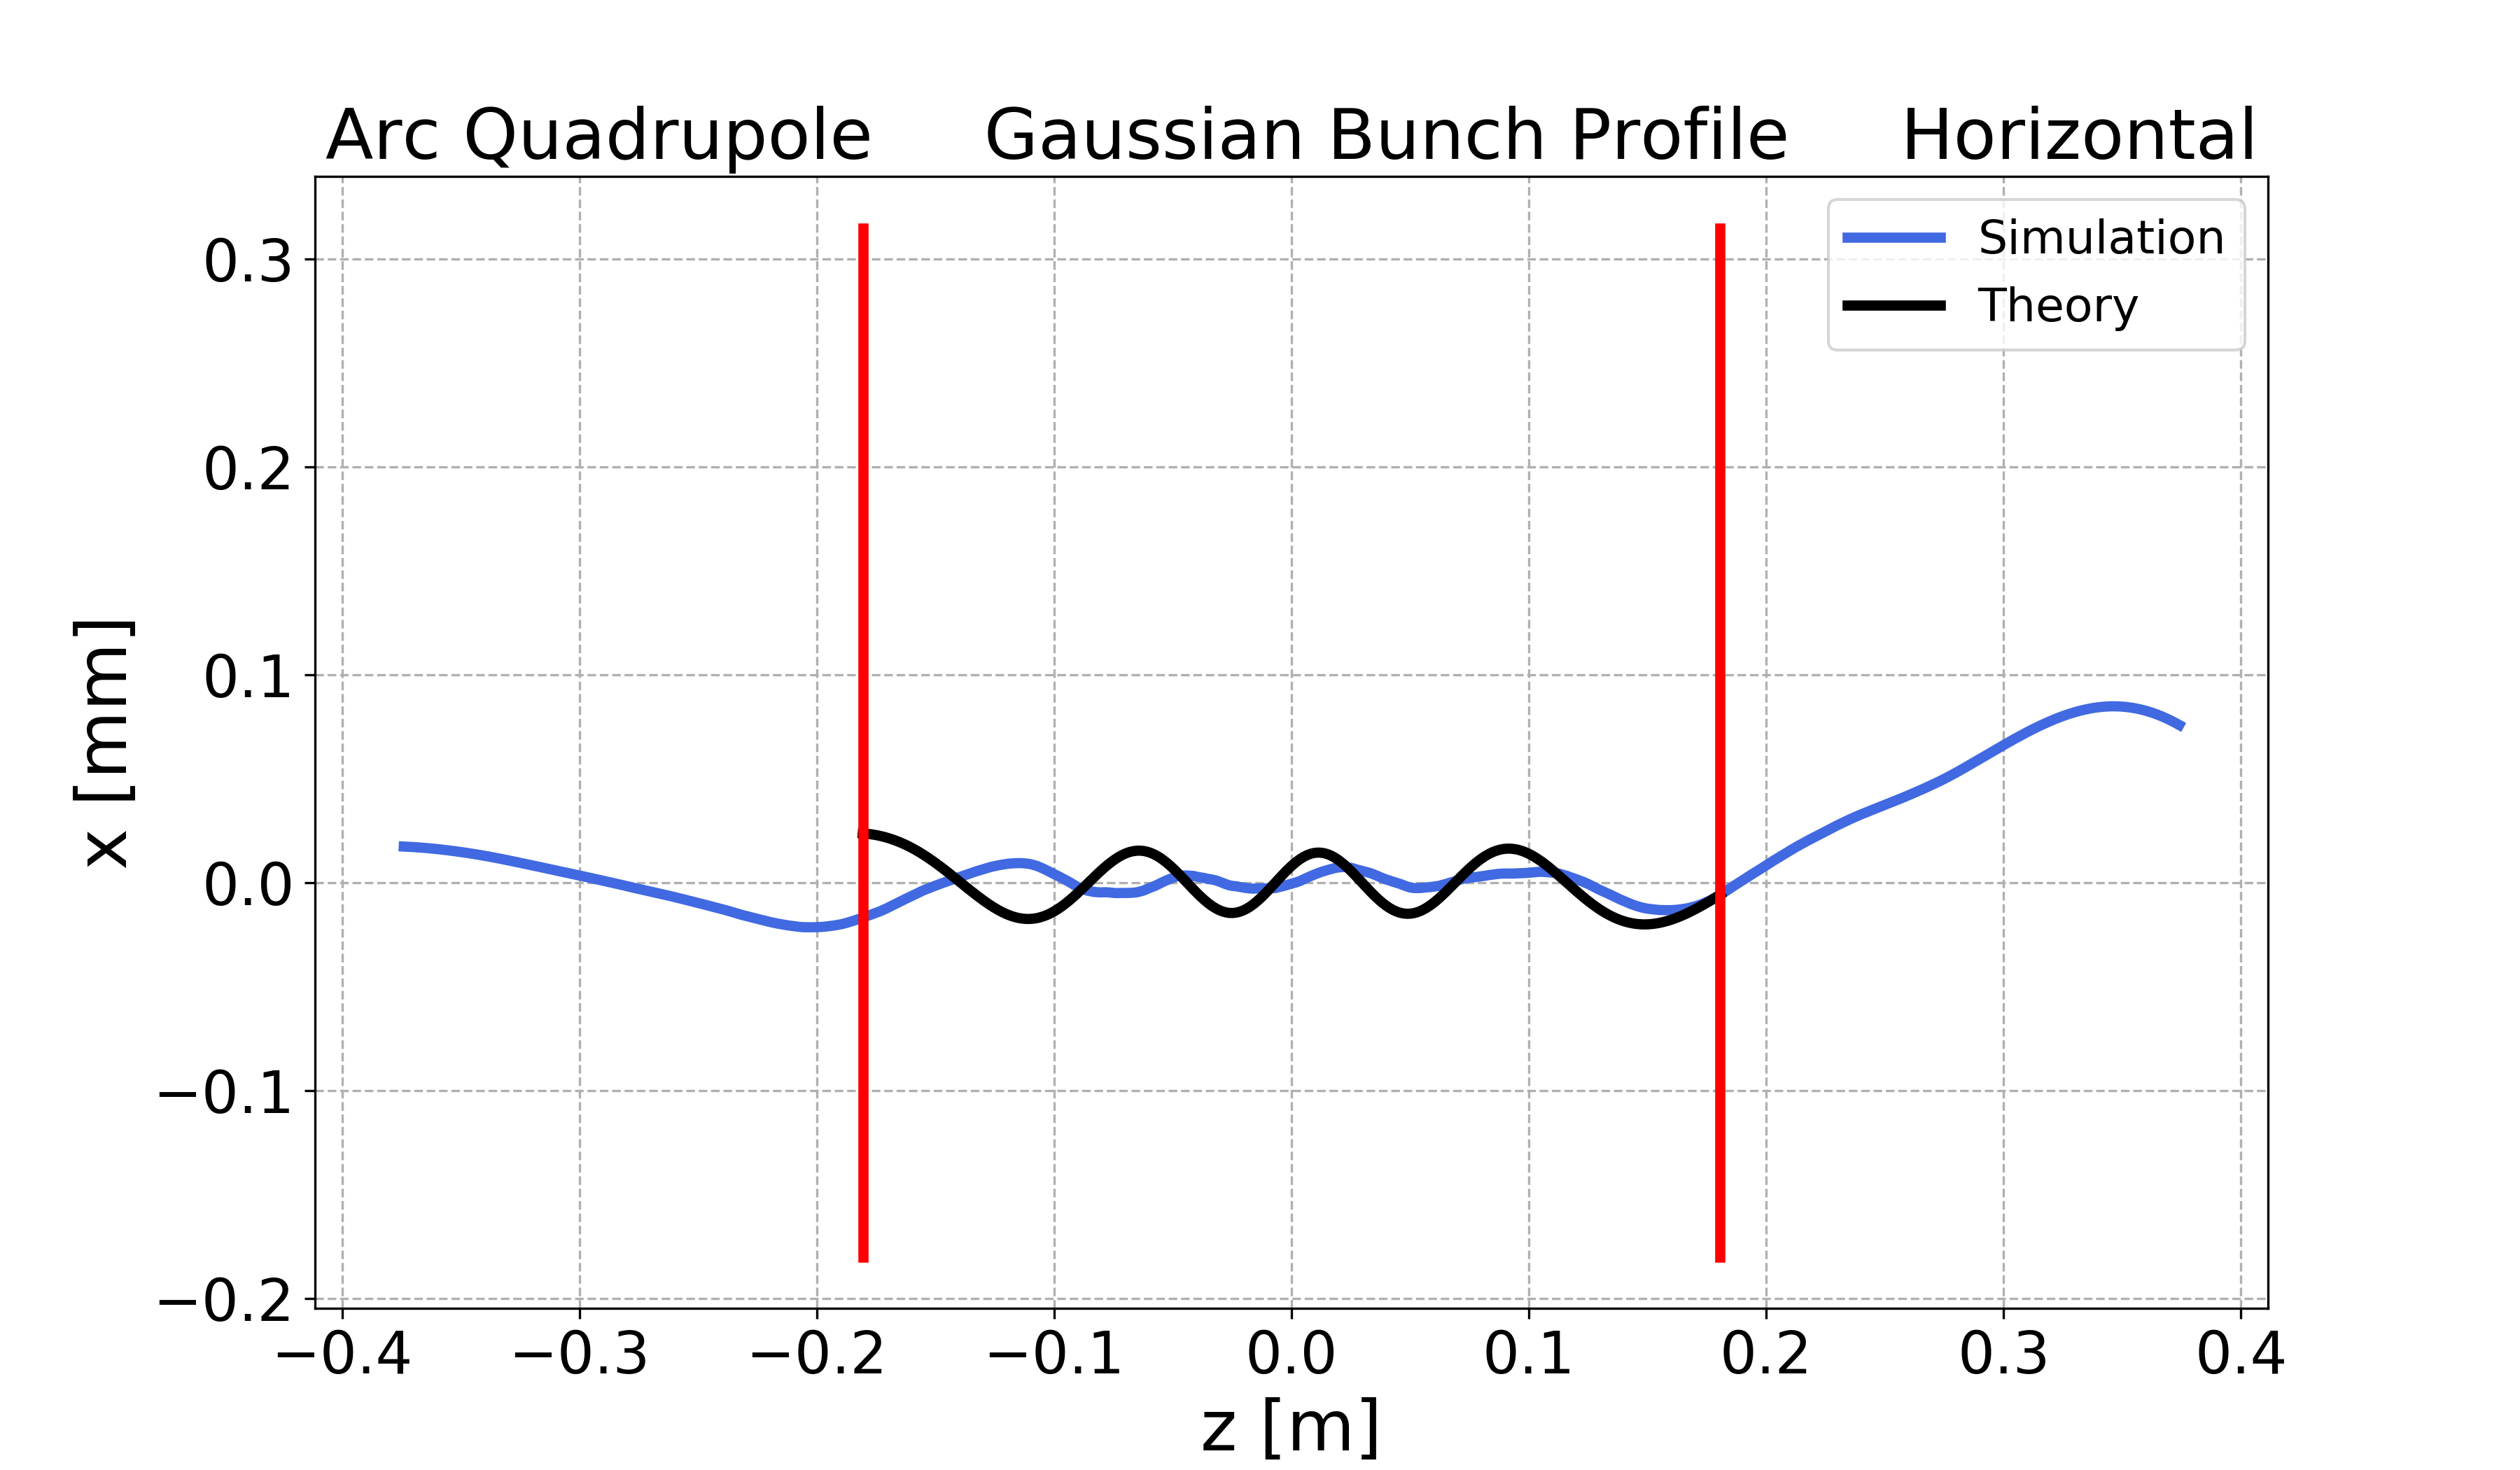 Arc Quadrupole Gaussian Bunch Profile Horizontal
Simulation
Theory
0.3
0.2
0.1
0.0
−0.1
−0.2
x [mm]
−0.4 −0.3 −0.2 −0.1 0.0 0.1 0.2 0.3 0.4
z [m]